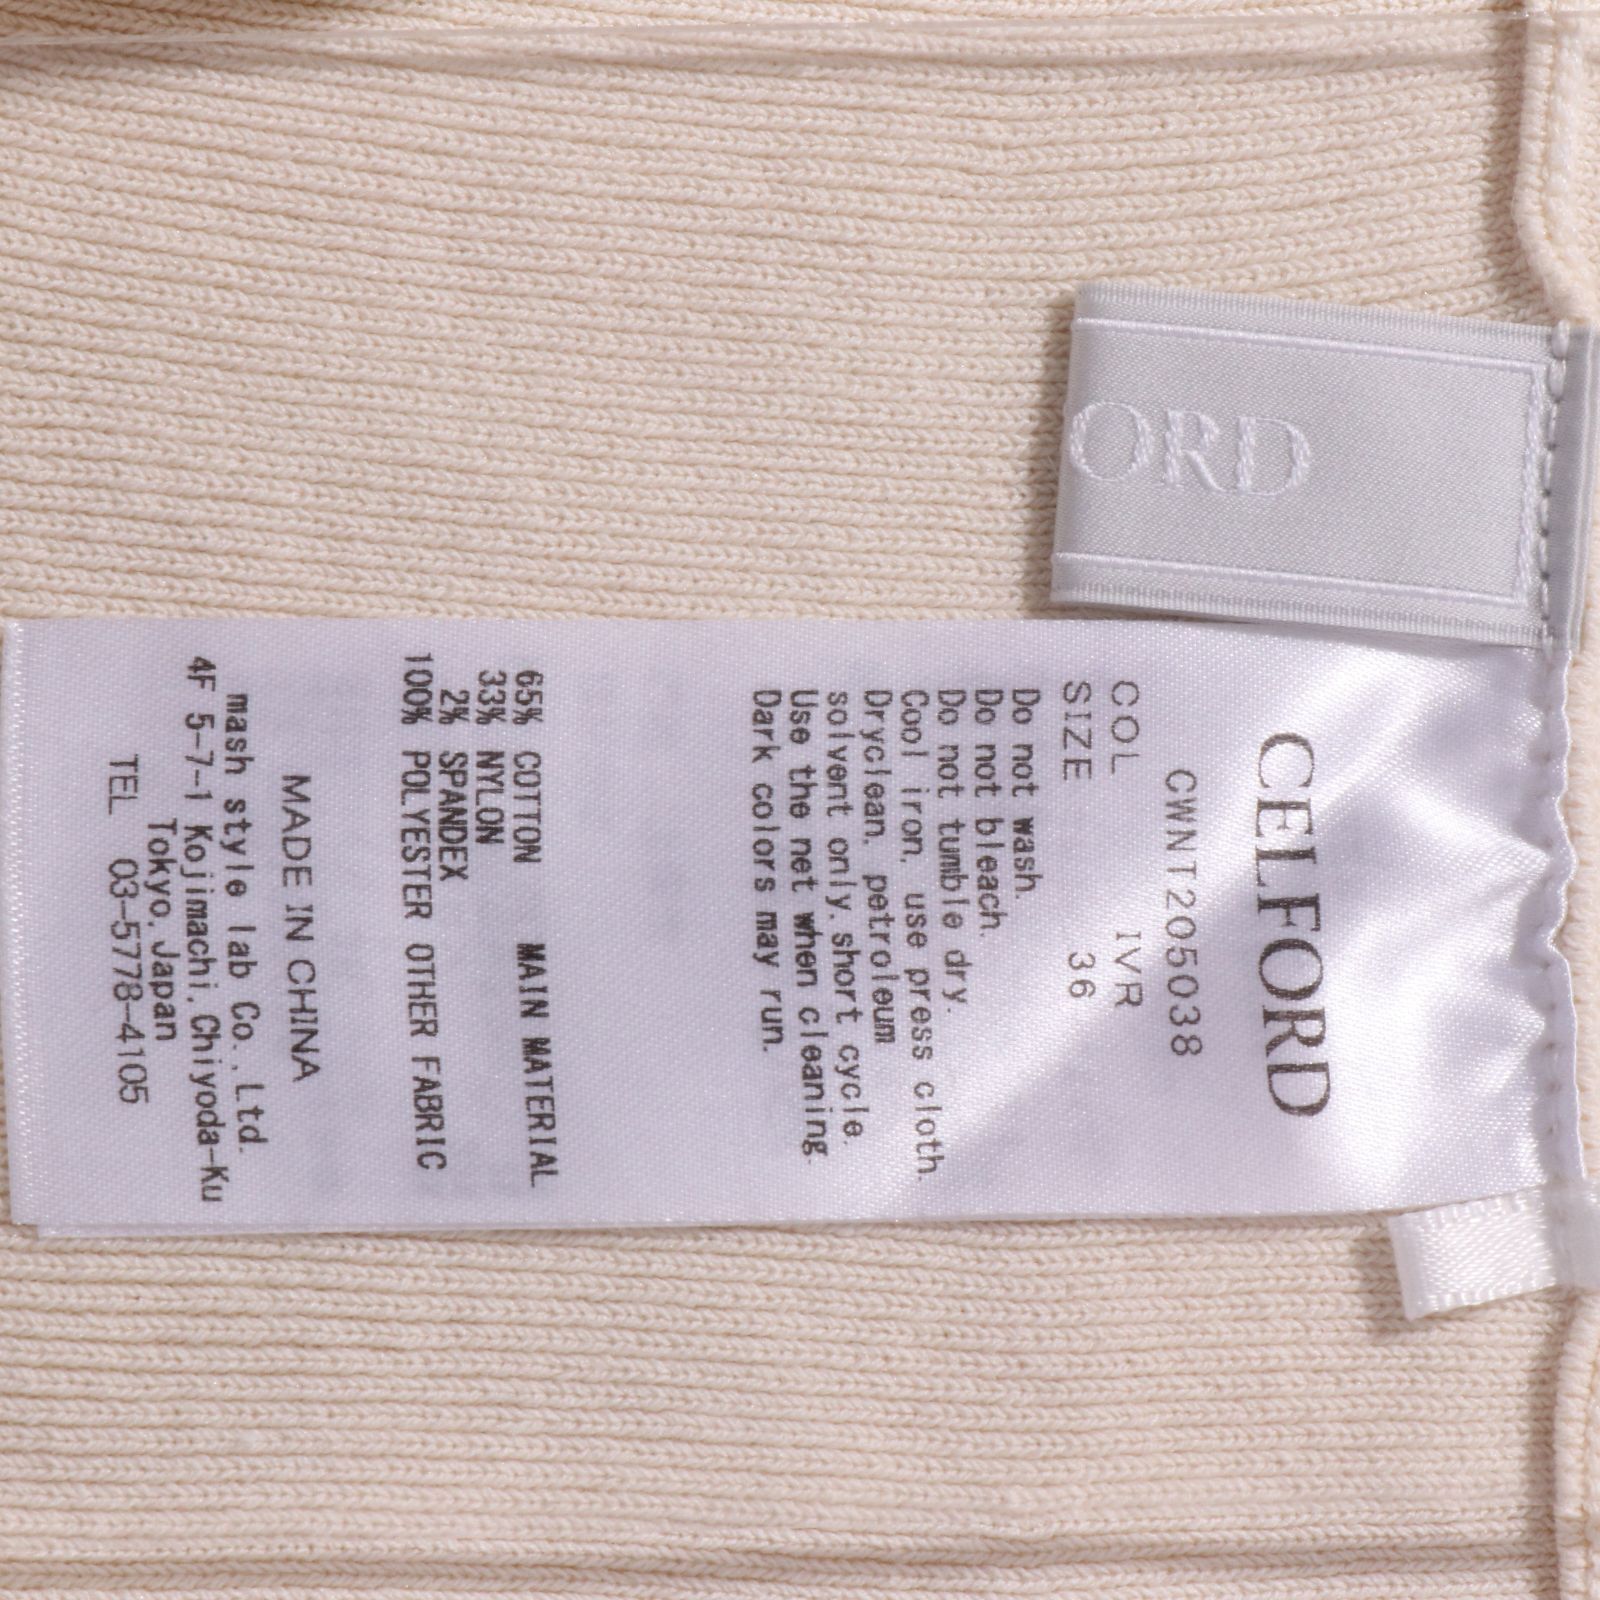 ORD
CELFORD
CWNT205038
COL IVR
SIZE 36
Do not wash.
Do not bleach.
Do not tumble dry.
Cool iron, use press cloth.
Dryclean, petroleum
solvent only, short cycle.
Use the net when cleaning.
Dark colors may run.
65% COTTON MAIN MATERIAL
33% NYLON
2% SPANDEX
100% POLYESTER OTHER FABRIC
MADE IN CHINA
mash style lab Co., Ltd.
4F 5-7-1 Kojimachi, Chiyoda-Ku
Tokyo, Japan
TEL 03-5778-4105